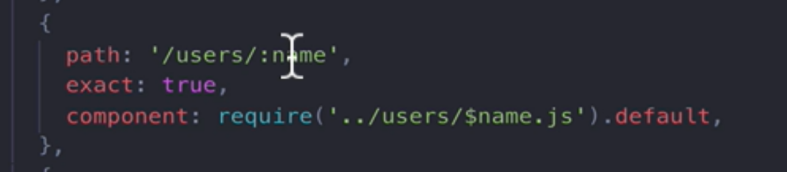 {
path: '/users/:name',
exact: true,
component: require('../users/$name.js').default,
},